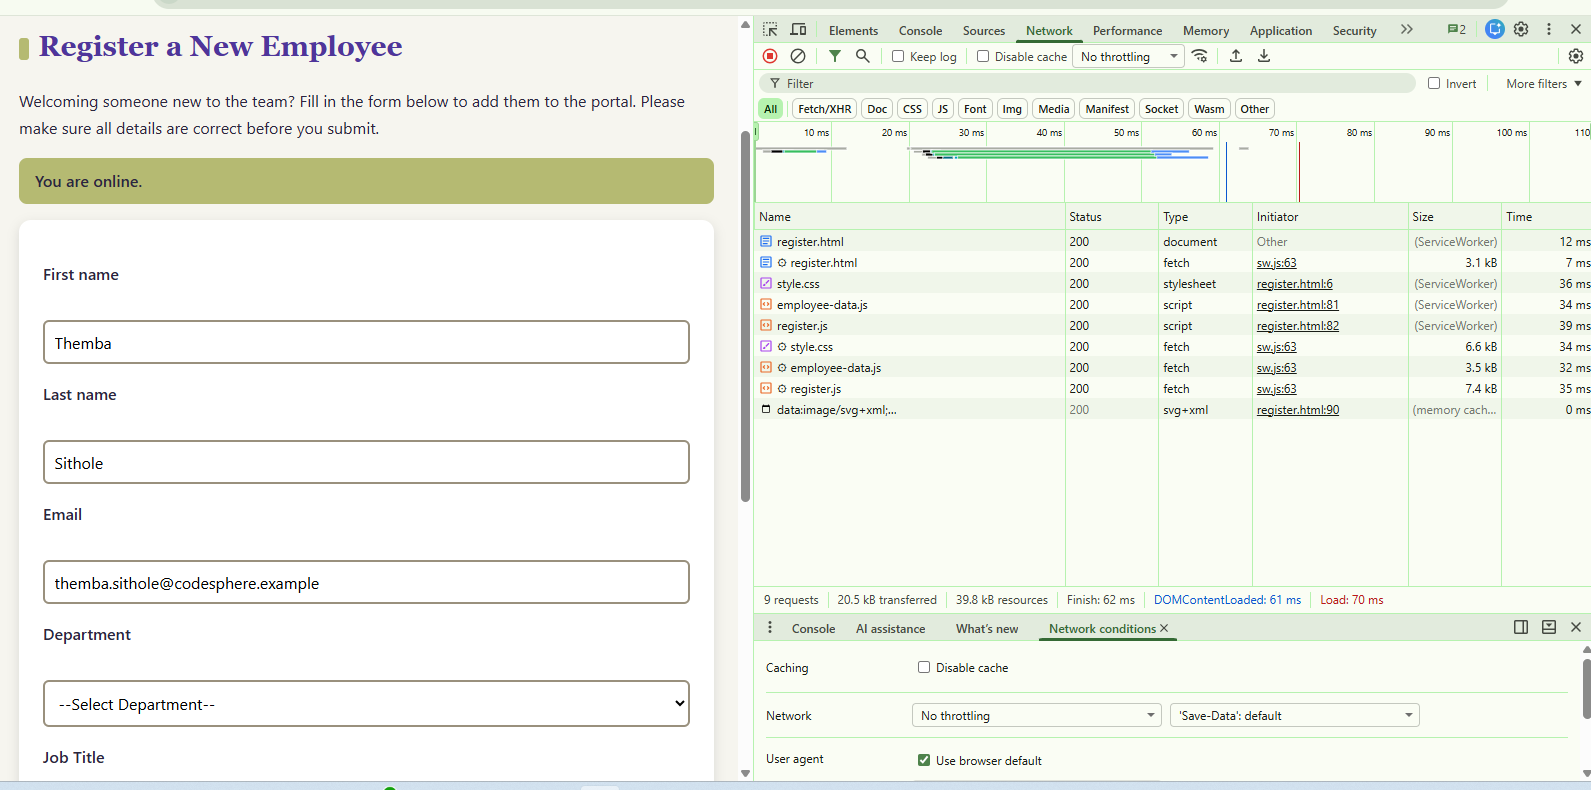 Register a New Employee
Welcoming someone new to the team? Fill in the form below to add them to the portal. Please
make sure all details are correct before you submit.
You are online.
First name
Themba
Last name
Sithole
Email
themba.sithole@codesphere.example
Department
--Select Department--
Job Title
Elements Console Sources Network Performance Memory Application Security 2
Keep log Disable cache No throttling
Filter Invert More filters
All Fetch/XHR Doc CSS JS Font Img Media Manifest Socket Wasm Other
10 ms 20 ms 30 ms 40 ms 50 ms 60 ms 70 ms 80 ms 90 ms 100 ms 110
Name Status Type Initiator Size Time
register.html 200 document Other (ServiceWorker) 12 ms
register.html 200 fetch sw.js:63 3.1 kB 7 ms
style.css 200 stylesheet register.html:6 (ServiceWorker) 36 ms
employee-data.js 200 script register.html:81 (ServiceWorker) 34 ms
register.js 200 script register.html:82 (ServiceWorker) 39 ms
style.css 200 fetch sw.js:63 6.6 kB 34 ms
employee-data.js 200 fetch sw.js:63 3.5 kB 32 ms
register.js 200 fetch sw.js:63 7.4 kB 35 ms
data:image/svg+xml;... 200 svg+xml register.html:90 (memory cach... 0 ms
9 requests 20.5 kB transferred 39.8 kB resources Finish: 62 ms DOMContentLoaded: 61 ms Load: 70 ms
Console AI assistance What's new Network conditions
Caching Disable cache
Network No throttling 'Save-Data': default
User agent Use browser default